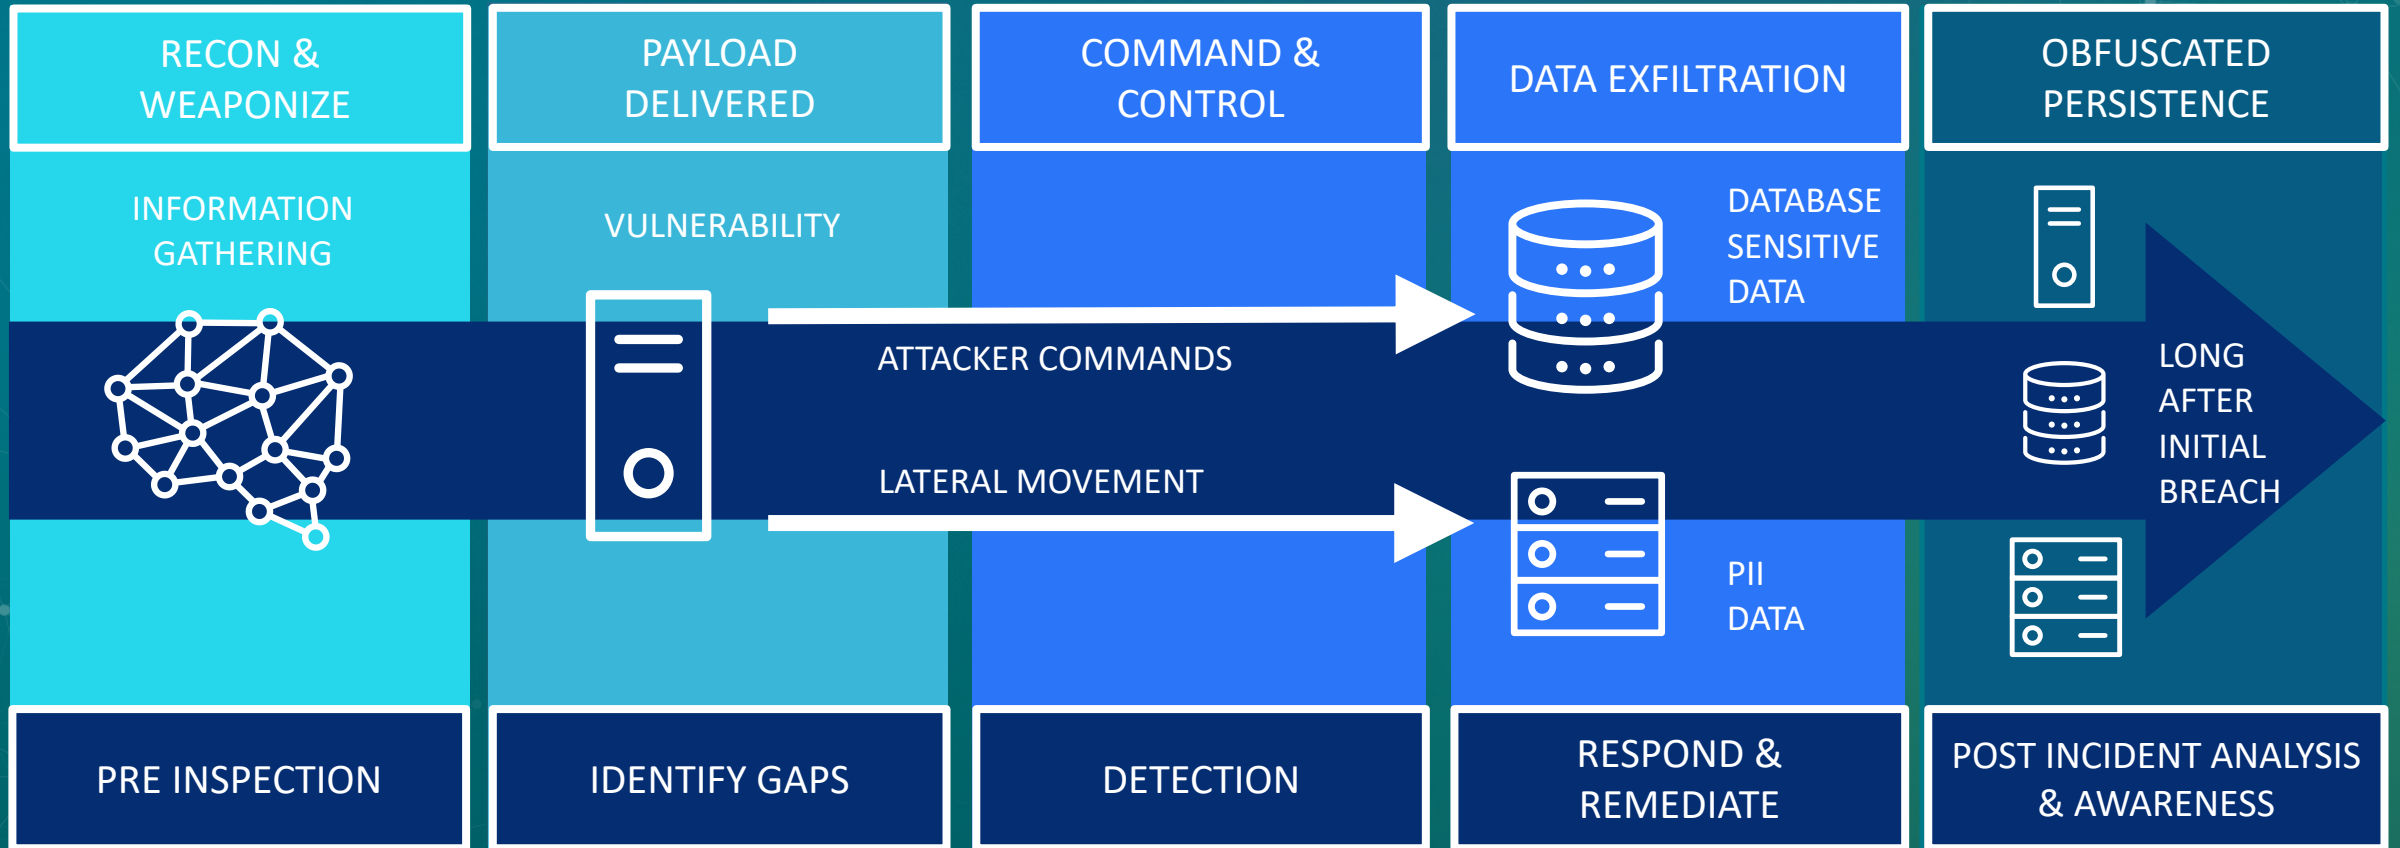 RECON &
WEAPONIZE
PAYLOAD
DELIVERED
COMMAND &
CONTROL
DATA EXFILTRATION
OBFUSCATED
PERSISTENCE
INFORMATION
GATHERING
VULNERABILITY
ATTACKER COMMANDS
LATERAL MOVEMENT
DATABASE
SENSITIVE
DATA
PII
DATA
LONG
AFTER
INITIAL
BREACH
PRE INSPECTION
IDENTIFY GAPS
DETECTION
RESPOND &
REMEDIATE
POST INCIDENT ANALYSIS
& AWARENESS